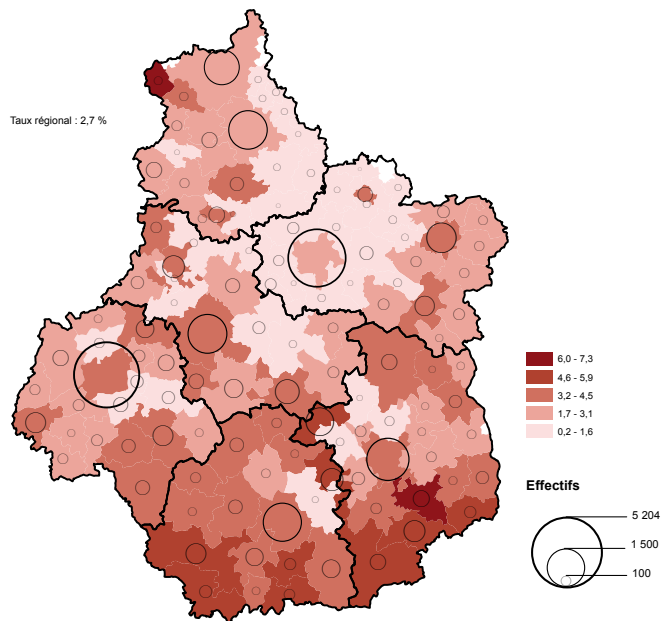 Taux régional : 2,7 %
6,0 - 7,3
4,6 - 5,9
3,2 - 4,5
1,7 - 3,1
0,2 - 1,6
Effectifs
5 204
1 500
100